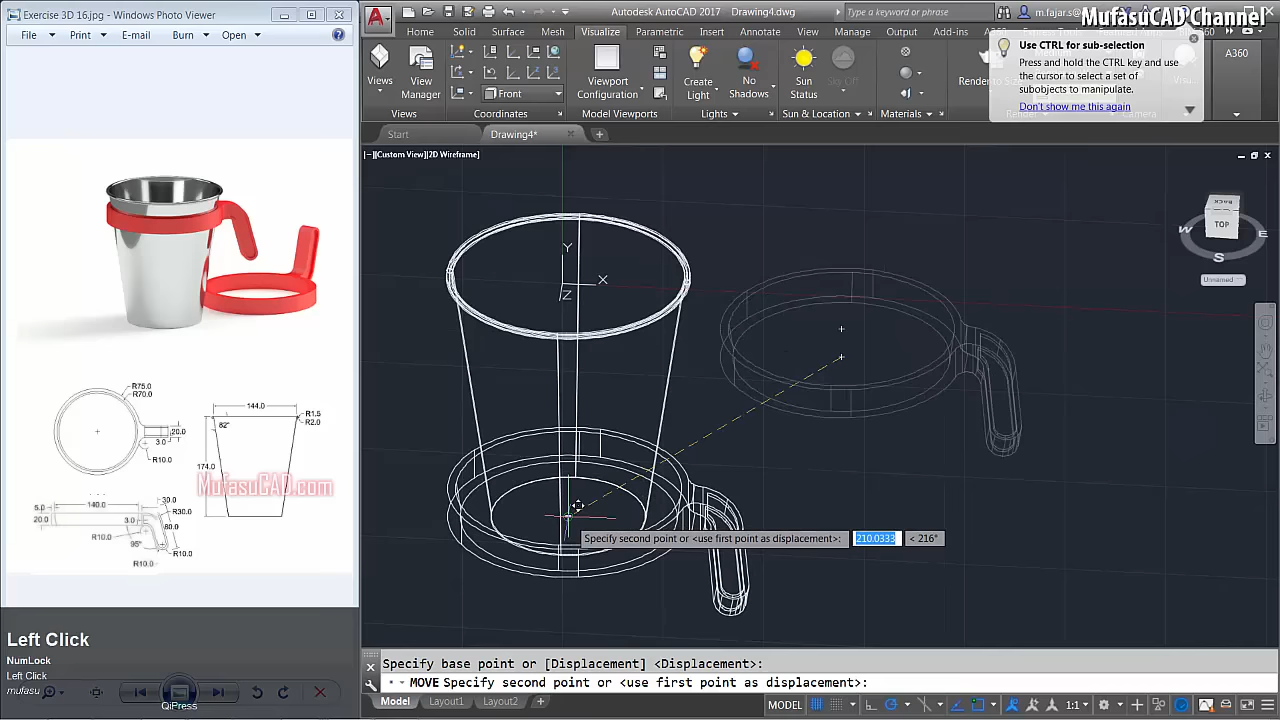 Exercise 3D 16.jpg - Windows Photo Viewer
File
Print
E-mail
Burn
Open
R75.0
R70.0
20.0
3.0
R10.0
144.0
R1.5
R2.0
82°
174.0
MufasuCAD.com
140.0
30.0
5.0
R30.0
20.0
3.0
80.0
R10.0
95°
R10.0
R10.0
Left Click
NumLock
Left Click
mufasu
QiPress
Autodesk AutoCAD 2017
Drawing4.dwg
Type a keyword or phrase
m.fajar.s@
MufasuCAD Channel
Home
Solid
Surface
Mesh
Visualize
Parametric
Insert
Annotate
View
Manage
Output
Add-ins
A360
Views
View
Manager
Front
Viewport
Configuration
Create
Light
No
Shadows
Sun
Status
Sky Off
Render to Size
A360
Views
Coordinates
Model Viewports
Lights
Sun & Location
Materials
Camera
Use CTRL for sub-selection
Press and hold the CTRL key and use
the cursor to select a set of
subobjects to manipulate.
Don't show me this again
Start
Drawing4*
[−][Custom View][2D Wireframe]
Y
X
Z
BACK
TOP
W
E
S
Unnamed
Specify second point or <use first point as displacement>:
210.0333
< 216°
Specify base point or [Displacement] <Displacement>:
MOVE Specify second point or <use first point as displacement>:
Model
Layout1
Layout2
MODEL
1:1